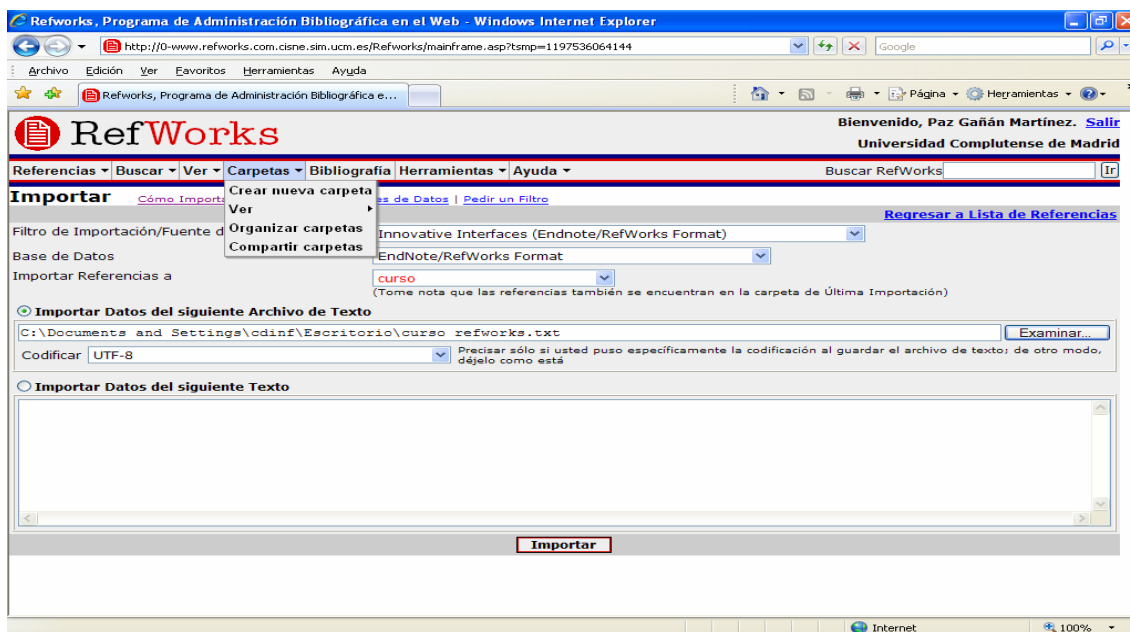 Refworks, Programa de Administración Bibliográfica en el Web - Windows Internet Explorer
http://0-www.refworks.com.cisne.sim.ucm.es/Refworks/mainframe.asp?tsmp=1197536064144 Google
Archivo Edición Ver Favoritos Herramientas Ayuda
Refworks, Programa de Administración Bibliográfica e... Página Herramientas
RefWorks
Bienvenido, Paz Gañán Martínez. Salir
Universidad Complutense de Madrid
Referencias Buscar Ver Carpetas Bibliografía Herramientas Ayuda Buscar RefWorks Ir
Crear nueva carpeta
Ver
Organizar carpetas
Compartir carpetas
Importar Cómo Importa es de Datos | Pedir un Filtro
Regresar a Lista de Referencias
Filtro de Importación/Fuente d Innovative Interfaces (Endnote/RefWorks Format)
Base de Datos EndNote/RefWorks Format
Importar Referencias a curso
(Tome nota que las referencias también se encuentran en la carpeta de Última Importación)
Importar Datos del siguiente Archivo de Texto
C:\Documents and Settings\cdinf\Escritorio\curso refworks.txt Examinar...
Codificar UTF-8 Precisar sólo si usted puso específicamente la codificación al guardar el archivo de texto; de otro modo,
déjelo como está
Importar Datos del siguiente Texto
Importar
Internet 100%